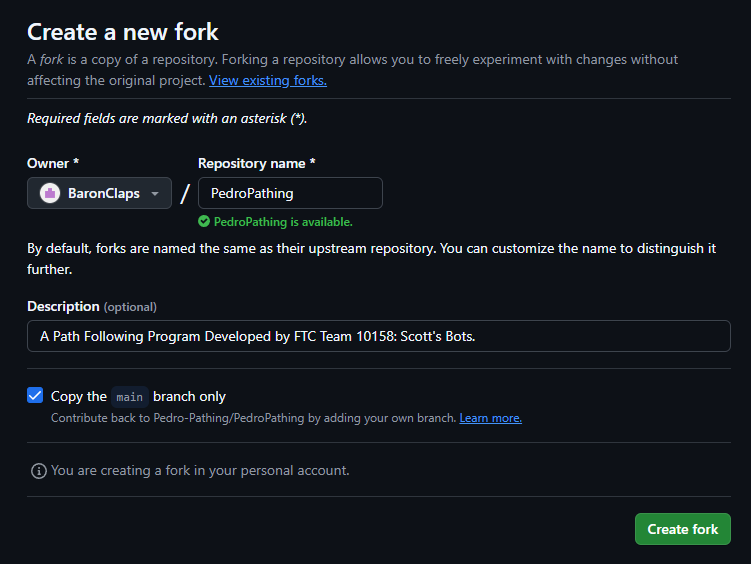 Create a new fork
A fork is a copy of a repository. Forking a repository allows you to freely experiment with changes without
affecting the original project. View existing forks.
Required fields are marked with an asterisk (*).
Owner * Repository name *
BaronClaps / PedroPathing
PedroPathing is available.
By default, forks are named the same as their upstream repository. You can customize the name to distinguish it
further.
Description (optional)
A Path Following Program Developed by FTC Team 10158: Scott's Bots.
Copy the main branch only
Contribute back to Pedro-Pathing/PedroPathing by adding your own branch. Learn more.
You are creating a fork in your personal account.
Create fork